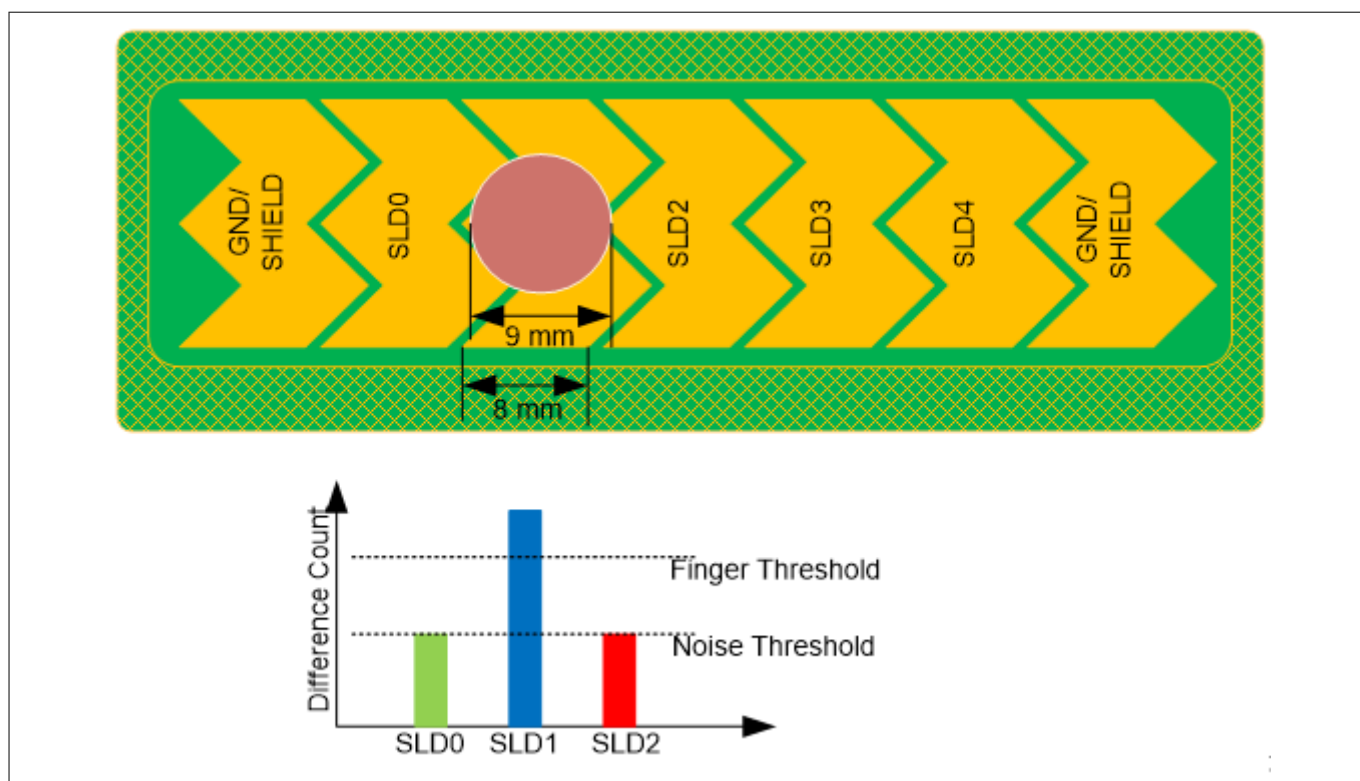 GND/
SHIELD
SLD0
SLD2
SLD3
SLD4
GND/
SHIELD
9 mm
8 mm
Difference Count
Finger Threshold
Noise Threshold
SLD0
SLD1
SLD2